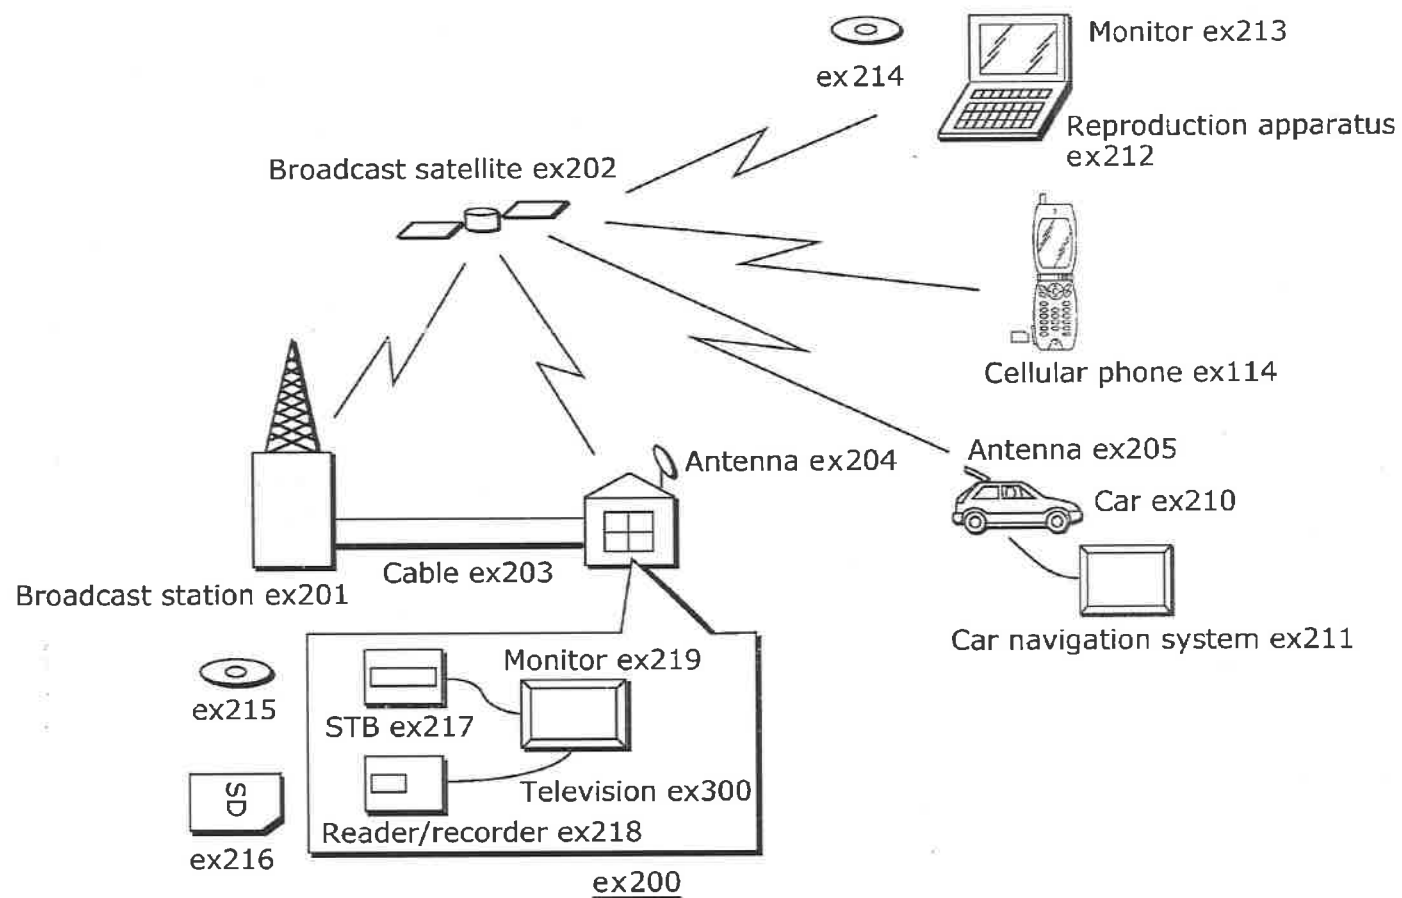 Monitor ex213
ex214
Reproduction apparatus
ex212
Broadcast satellite ex202
Cellular phone ex114
Antenna ex205
Antenna ex204
Car ex210
Cable ex203
Broadcast station ex201
Car navigation system ex211
Monitor ex219
ex215
STB ex217
SD
Television ex300
Reader/recorder ex218
ex216
ex200